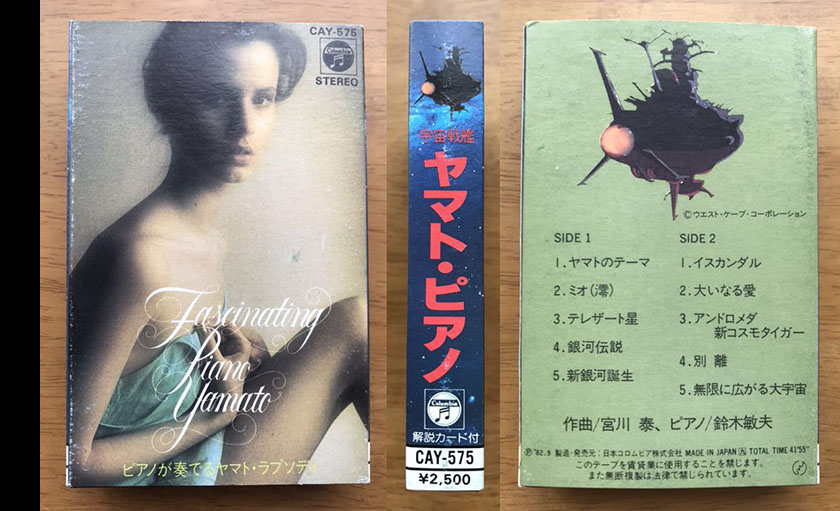 CAY-575
Columbia
STEREO
Fascinating
Piano
Yamato
ピアノが奏でるヤマト・ラプソディ
宇宙戦艦
ヤマト・ピアノ
Columbia
解説カード付
CAY-575
¥2,500
©ウエスト・ケープ・コーポレーション
SIDE 1
1.ヤマトのテーマ
2.ミオ(澪)
3.テレザート星
4.銀河伝説
5.新銀河誕生
SIDE 2
1.イスカンダル
2.大いなる愛
3.アンドロメダ
新コスモタイガー
4.別離
5.無限に広がる大宇宙
作曲/宮川 泰、ピアノ/鈴木敏夫
Ⓟ'82.9 製造・発売元:日本コロムビア株式会社 MADE IN JAPAN TOTAL TIME 41'55"
このテープを賃貸業に使用することを禁じます。
また無断複製は法律で禁じられています。